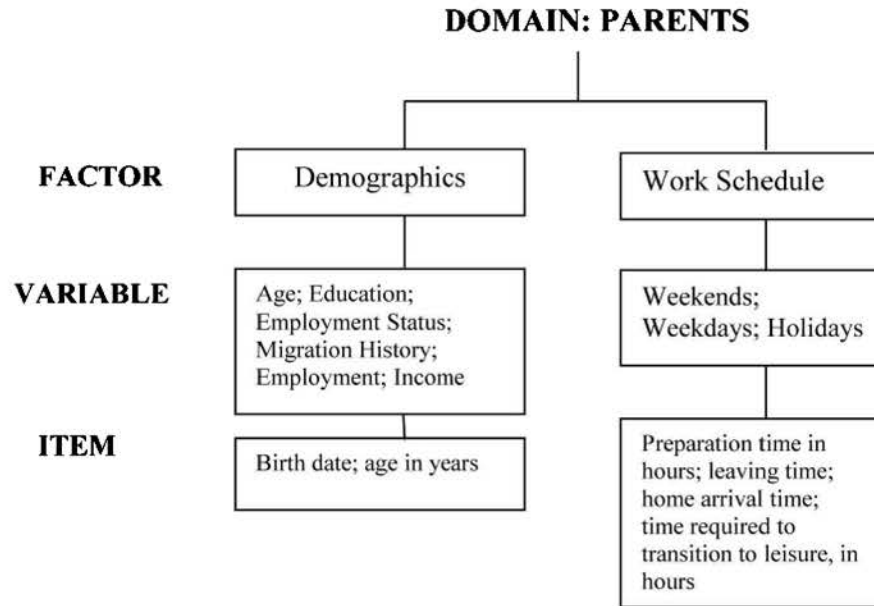 DOMAIN: PARENTS
FACTOR
Demographics
Work Schedule
VARIABLE
Age; Education;
Employment Status;
Migration History;
Employment; Income
Weekends;
Weekdays; Holidays
ITEM
Birth date; age in years
Preparation time in
hours; leaving time;
home arrival time;
time required to
transition to leisure, in
hours